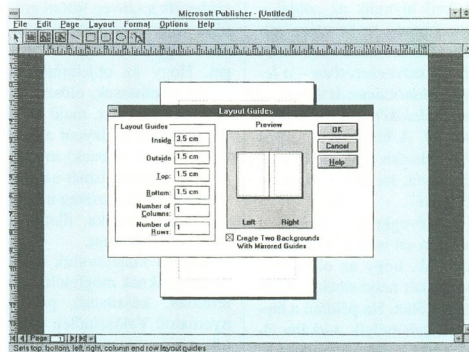 Microsoft Publisher - [Untitled]
File Edit Page Layout Format Options Help
Layout Guides
Layout Guides
Inside 3.5 cm
Outside 1.5 cm
Top: 1.5 cm
Bottom: 1.5 cm
Number of Columns: 1
Number of Rows: 1
Preview
Left Right
Create Two Backgrounds
With Mirrored Guides
OK
Cancel
Help
Page 1
Sets top, bottom, left, right, column end row layout guides.